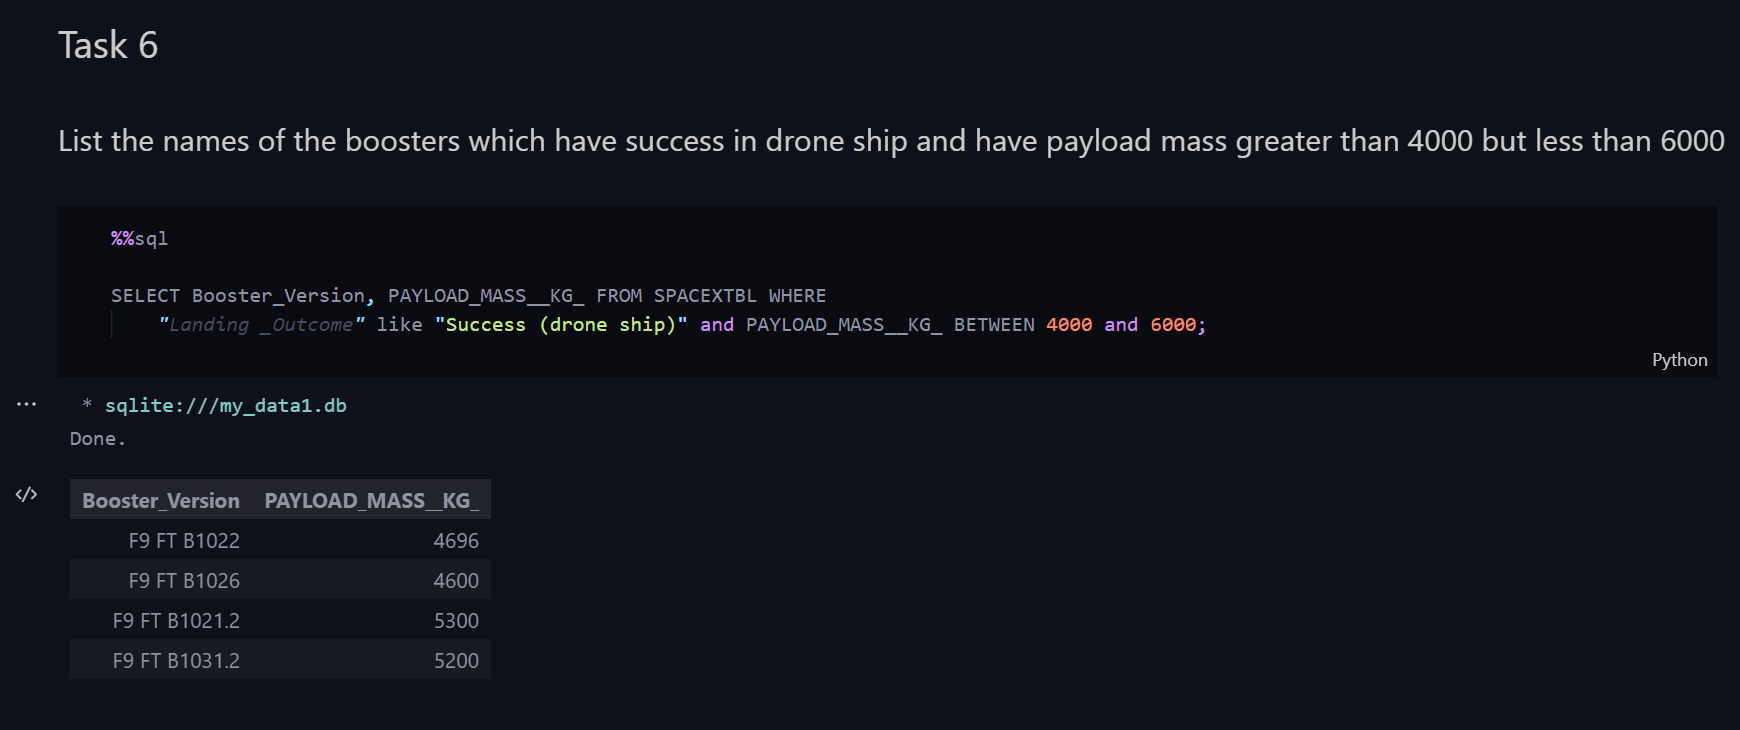 Task 6
List the names of the boosters which have success in drone ship and have payload mass greater than 4000 but less than 6000
%%sql
SELECT Booster_Version, PAYLOAD_MASS__KG_ FROM SPACEXTBL WHERE
"Landing _Outcome" like "Success (drone ship)" and PAYLOAD_MASS__KG_ BETWEEN 4000 and 6000;
Python
* sqlite:///my_data1.db
Done.
Booster_Version PAYLOAD_MASS__KG_
F9 FT B1022 4696
F9 FT B1026 4600
F9 FT B1021.2 5300
F9 FT B1031.2 5200